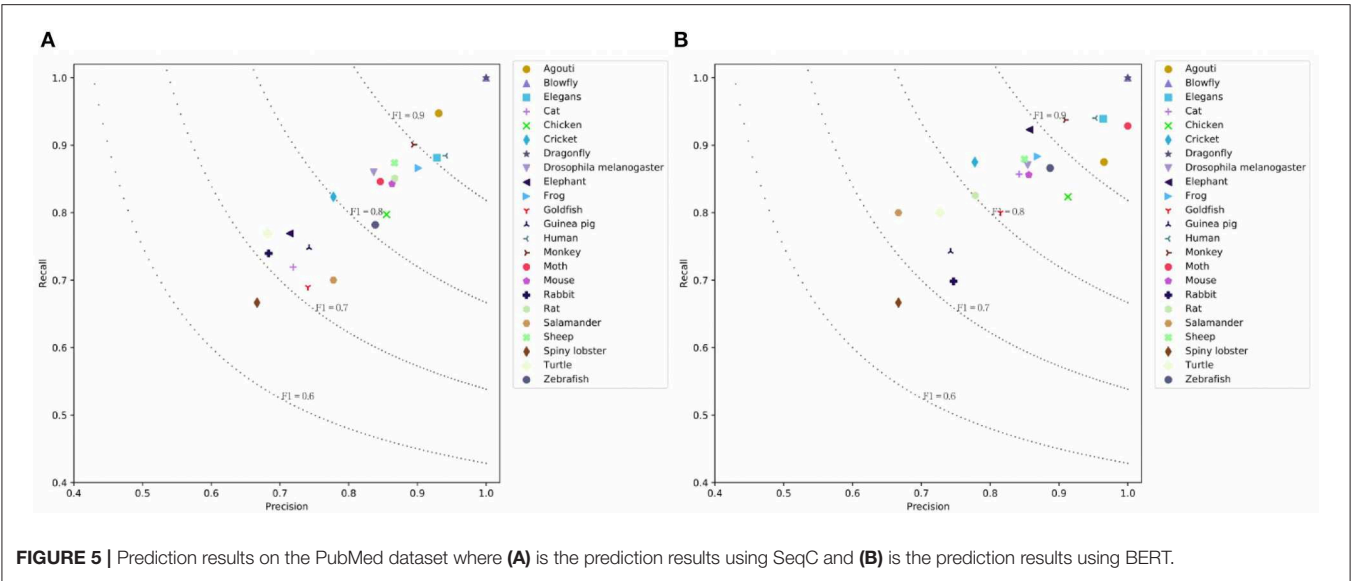 A
1.0
0.9
0.8
0.7
0.6
0.5
0.4
Recall
F1 = 0.9
F1 = 0.8
F1 = 0.7
F1 = 0.6
0.4 0.5 0.6 0.7 0.8 0.9 1.0
Precision
Agouti
Blowfly
Elegans
Cat
Chicken
Cricket
Dragonfly
Drosophila melanogaster
Elephant
Frog
Goldfish
Guinea pig
Human
Monkey
Moth
Mouse
Rabbit
Rat
Salamander
Sheep
Spiny lobster
Turtle
Zebrafish
B
1.0
0.9
0.8
0.7
0.6
0.5
0.4
Recall
F1 = 0.9
F1 = 0.8
F1 = 0.7
F1 = 0.6
0.4 0.5 0.6 0.7 0.8 0.9 1.0
Precision
Agouti
Blowfly
Elegans
Cat
Chicken
Cricket
Dragonfly
Drosophila melanogaster
Elephant
Frog
Goldfish
Guinea pig
Human
Monkey
Moth
Mouse
Rabbit
Rat
Salamander
Sheep
Spiny lobster
Turtle
Zebrafish
FIGURE 5 | Prediction results on the PubMed dataset where (A) is the prediction results using SeqC and (B) is the prediction results using BERT.